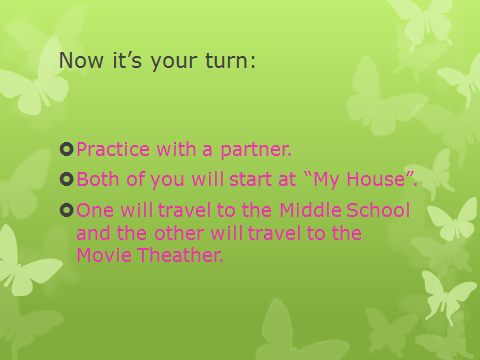 Now it's your turn:
Practice with a partner.
Both of you will start at “My House”.
One will travel to the Middle School
and the other will travel to the
Movie Theather.